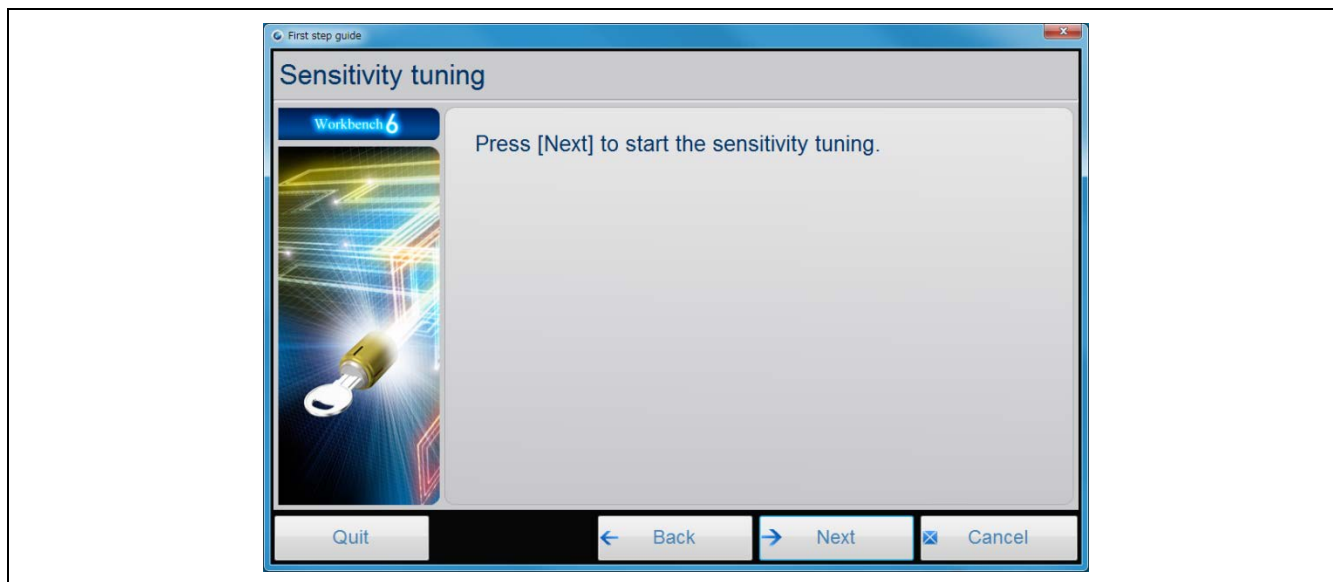 First step guide
Sensitivity tuning
Workbench 6
Press [Next] to start the sensitivity tuning.
Quit
Back
Next
Cancel